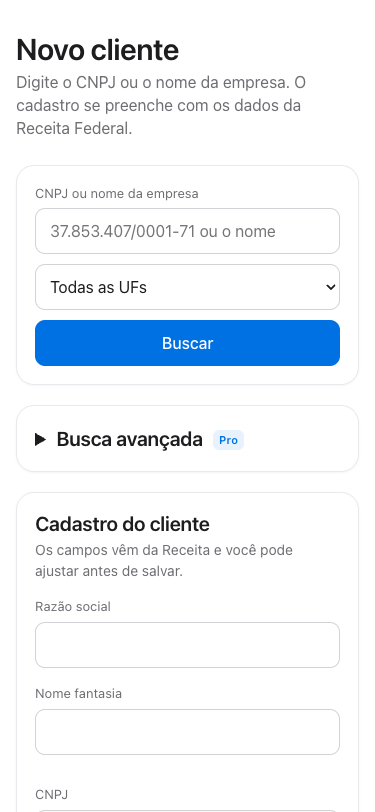 Novo cliente
Digite o CNPJ ou o nome da empresa. O
cadastro se preenche com os dados da
Receita Federal.
CNPJ ou nome da empresa
37.853.407/0001-71 ou o nome
Todas as UFs
Buscar
Busca avançada Pro
Cadastro do cliente
Os campos vêm da Receita e você pode
ajustar antes de salvar.
Razão social
Nome fantasia
CNPJ